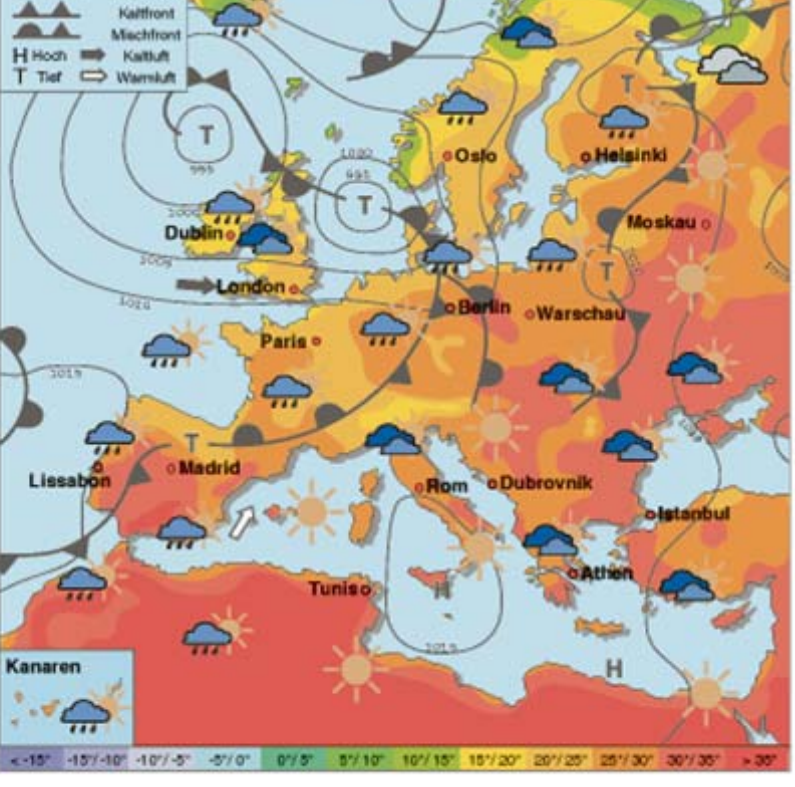 Kaltfront
Mischfront
H Hoch Kaltluft
T Tief Warmluft
T
T
995
1020
995
Oslo
Helsinki
T
1000
T
Moskau
Dublin
1005
T
London
1010
Berlin
Warschau
Paris
1015
T
Madrid
Lissabon
Rom
Dubrovnik
Istanbul
Tunis
H
Athen
1015
H
Kanaren
< -15° -15°/-10° -10°/-5° -5°/0° 0°/5° 5°/10° 10°/15° 15°/20° 20°/25° 25°/30° 30°/35° > 35°